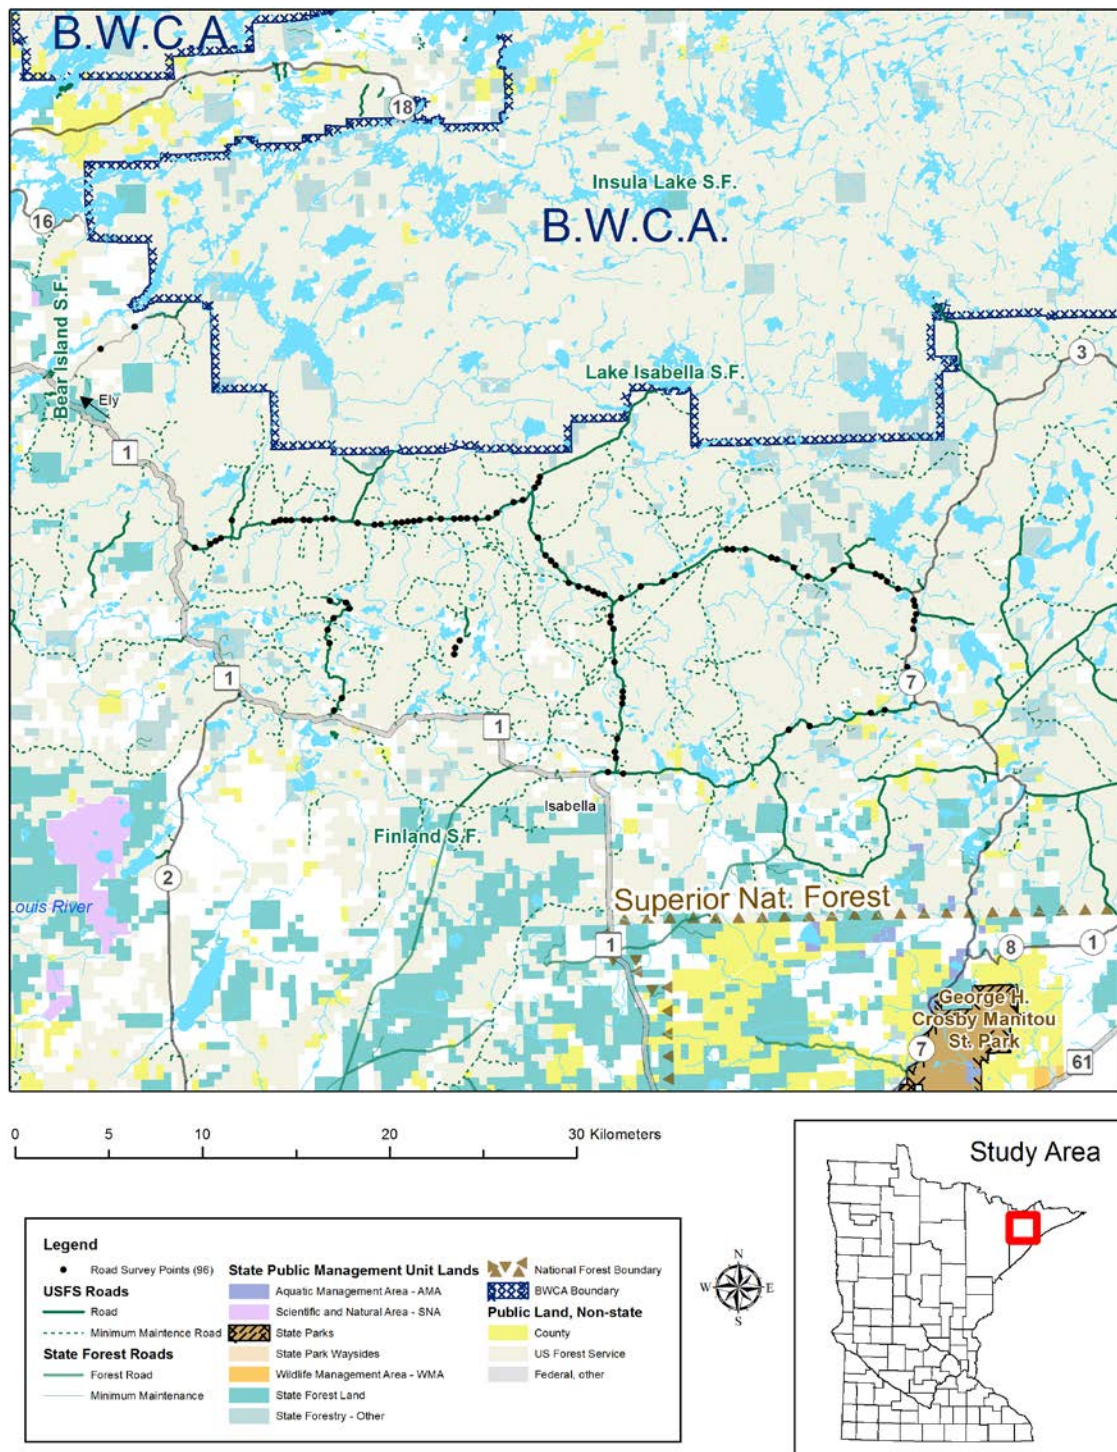 B.W.C.A.
18
Insula Lake S.F.
B.W.C.A.
16
Bear Island S.F.
3
Lake Isabella S.F.
Ely
1
1
7
1
Isabella
Finland S.F.
2
Louis River
Superior Nat. Forest
1
8
1
George H.
Crosby Manitou
St. Park
7
61
0 5 10 20 30 Kilometers
Study Area
N
W E
S
Legend
Road Survey Points (96)
USFS Roads
Road
Minimum Maintence Road
State Forest Roads
Forest Road
Minimum Maintenance
State Public Management Unit Lands
Aquatic Management Area - AMA
Scientific and Natural Area - SNA
State Parks
State Park Waysides
Wildlife Management Area - WMA
State Forest Land
State Forestry - Other
National Forest Boundary
BWCA Boundary
Public Land, Non-state
County
US Forest Service
Federal, other